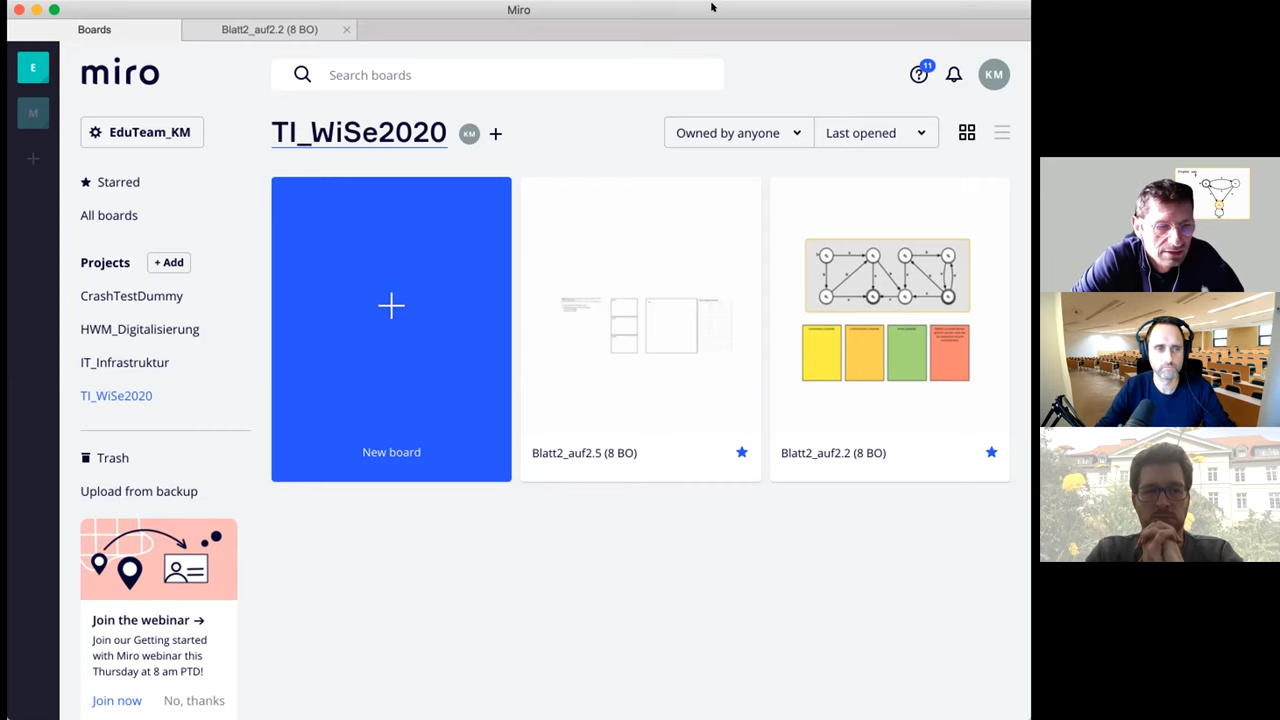 Miro
Boards
Blatt2_auf2.2 (8 BO)
E
M
miro
Search boards
11
KM
EduTeam_KM
TI_WiSe2020
KM
Owned by anyone
Last opened
Starred
All boards
Projects
+ Add
CrashTestDummy
HWM_Digitalisierung
IT_Infrastruktur
TI_WiSe2020
Trash
Upload from backup
New board
Blatt2_auf2.5 (8 BO)
Blatt2_auf2.2 (8 BO)
Join the webinar →
Join our Getting started
with Miro webinar this
Thursday at 8 am PTD!
Join now
No, thanks